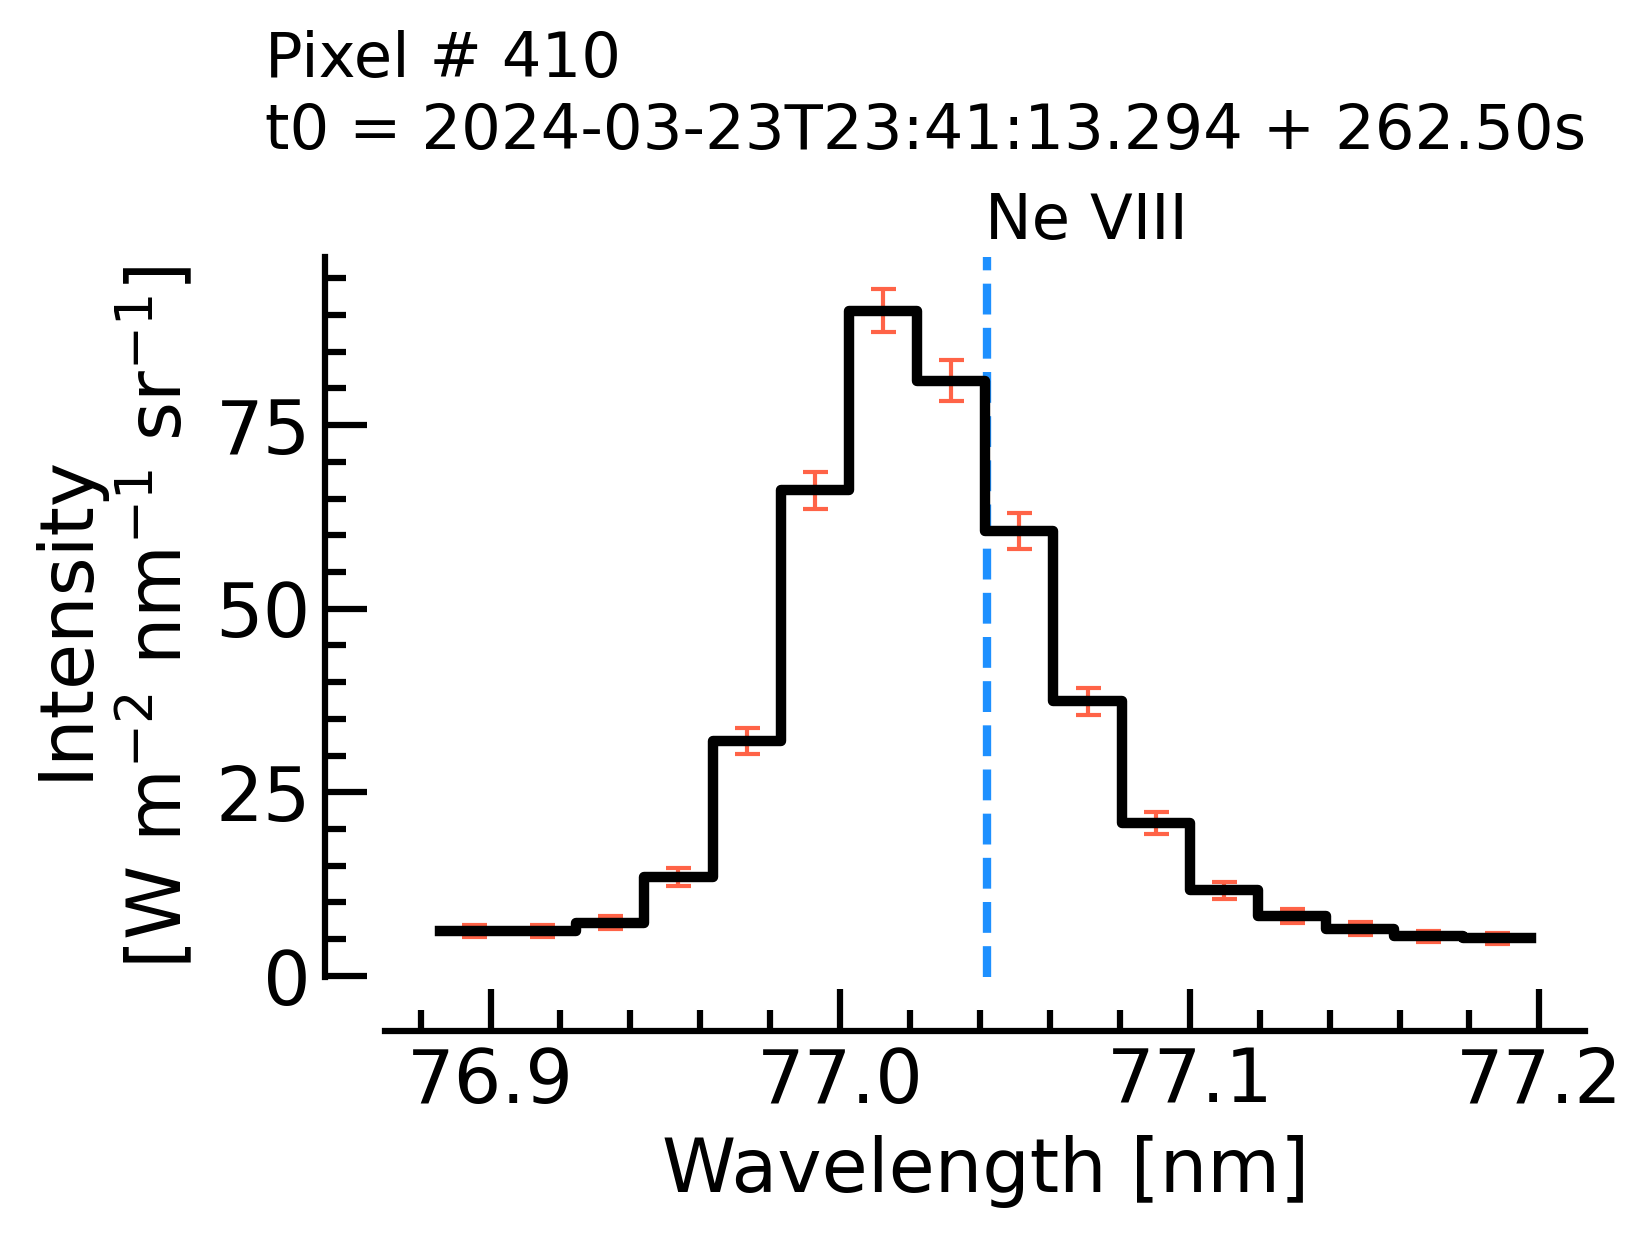 Pixel # 410
t0 = 2024-03-23T23:41:13.294 + 262.50s
Ne VIII
Intensity
[W m⁻² nm⁻¹ sr⁻¹]
75
50
25
0
76.9 77.0 77.1 77.2
Wavelength [nm]